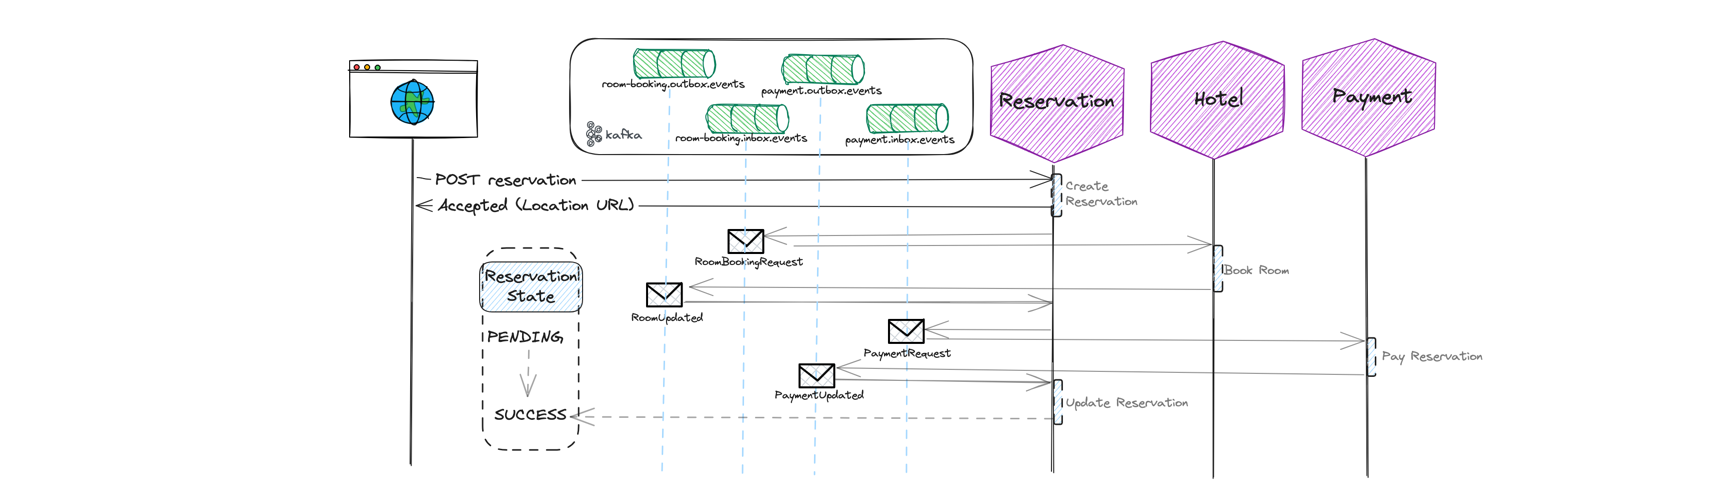 room-booking.outbox.events
payment.outbox.events
room-booking.inbox.events
payment.inbox.events
kafka
Reservation
Hotel
Payment
POST reservation
Accepted (Location URL)
Create
Reservation
RoomBookingRequest
Book Room
Reservation
State
RoomUpdated
PENDING
PaymentRequest
Pay Reservation
PaymentUpdated
Update Reservation
SUCCESS